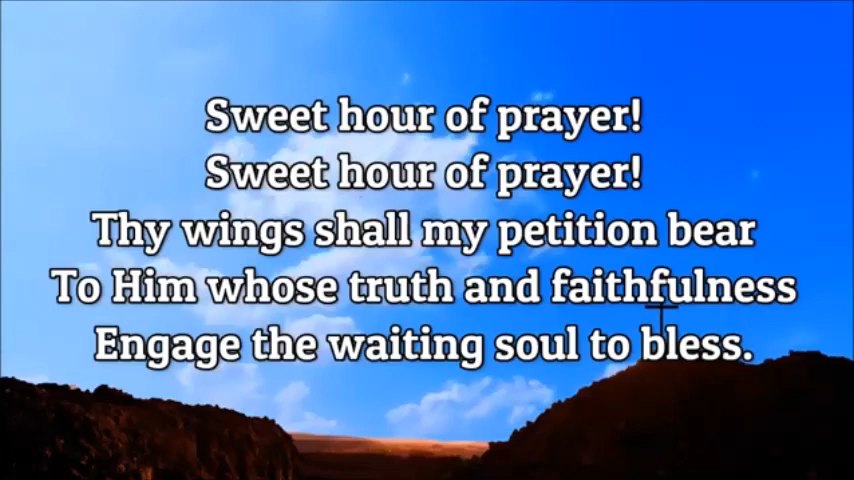 Sweet hour of prayer!
Sweet hour of prayer!
Thy wings shall my petition bear
To Him whose truth and faithfulness
Engage the waiting soul to bless.